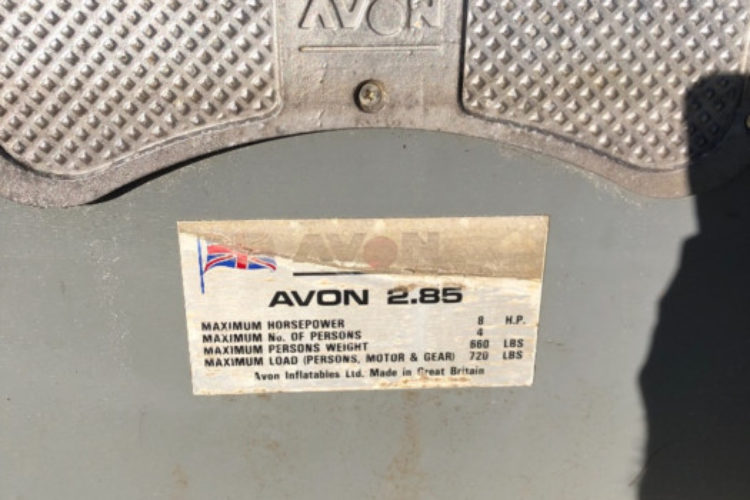 AVON
AVON
AVON 2.85
MAXIMUM HORSEPOWER 8 H.P.
MAXIMUM No. OF PERSONS 4
MAXIMUM PERSONS WEIGHT 660 LBS
MAXIMUM LOAD (PERSONS, MOTOR & GEAR) 720 LBS
Avon Inflatables Ltd. Made in Great Britain